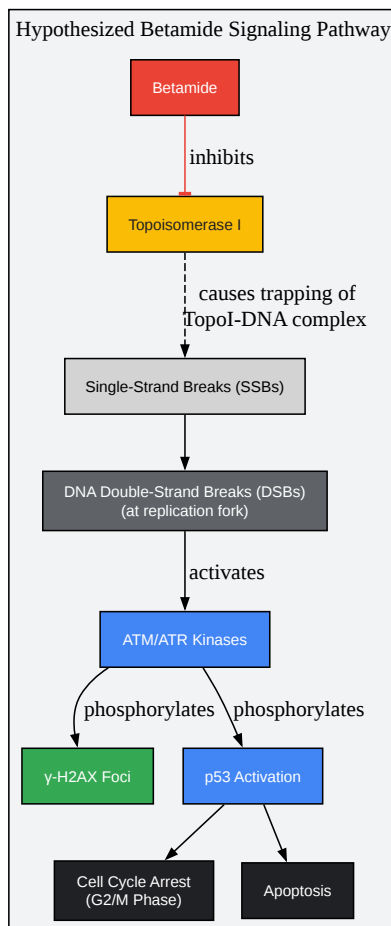 Hypothesized Betamide Signaling Pathway
Betamide
inhibits
Topoisomerase I
causes trapping of
TopoI-DNA complex
Single-Strand Breaks (SSBs)
DNA Double-Strand Breaks (DSBs)
(at replication fork)
activates
ATM/ATR Kinases
phosphorylates
phosphorylates
γ-H2AX Foci
p53 Activation
Cell Cycle Arrest
(G2/M Phase)
Apoptosis